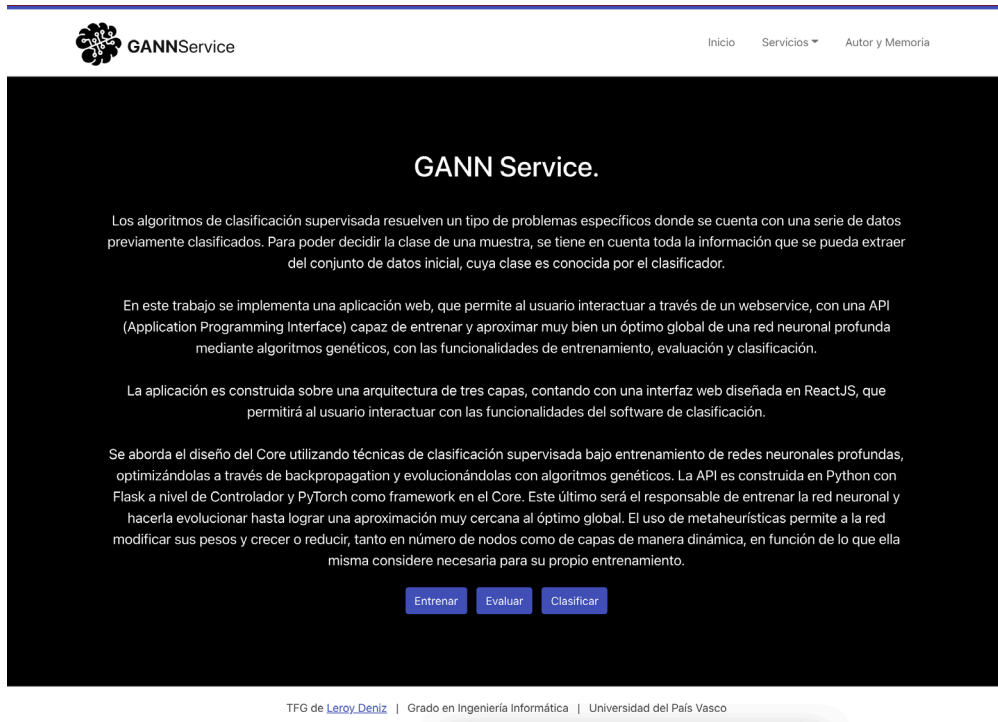 GANNService
Inicio Servicios Autor y Memoria
GANN Service.
Los algoritmos de clasificación supervisada resuelven un tipo de problemas específicos donde se cuenta con una serie de datos
previamente clasificados. Para poder decidir la clase de una muestra, se tiene en cuenta toda la información que se pueda extraer
del conjunto de datos inicial, cuya clase es conocida por el clasificador.
En este trabajo se implementa una aplicación web, que permite al usuario interactuar a través de un webservice, con una API
(Application Programming Interface) capaz de entrenar y aproximar muy bien un óptimo global de una red neuronal profunda
mediante algoritmos genéticos, con las funcionalidades de entrenamiento, evaluación y clasificación.
La aplicación es construida sobre una arquitectura de tres capas, contando con una interfaz web diseñada en ReactJS, que
permitirá al usuario interactuar con las funcionalidades del software de clasificación.
Se aborda el diseño del Core utilizando técnicas de clasificación supervisada bajo entrenamiento de redes neuronales profundas,
optimizándolas a través de backpropagation y evolucionándolas con algoritmos genéticos. La API es construida en Python con
Flask a nivel de Controlador y PyTorch como framework en el Core. Este último será el responsable de entrenar la red neuronal y
hacerla evolucionar hasta lograr una aproximación muy cercana al óptimo global. El uso de metaheurísticas permite a la red
modificar sus pesos y crecer o reducir, tanto en número de nodos como de capas de manera dinámica, en función de lo que ella
misma considere necesaria para su propio entrenamiento.
Entrenar Evaluar Clasificar
TFG de Leroy Deniz | Grado en Ingeniería Informática | Universidad del País Vasco